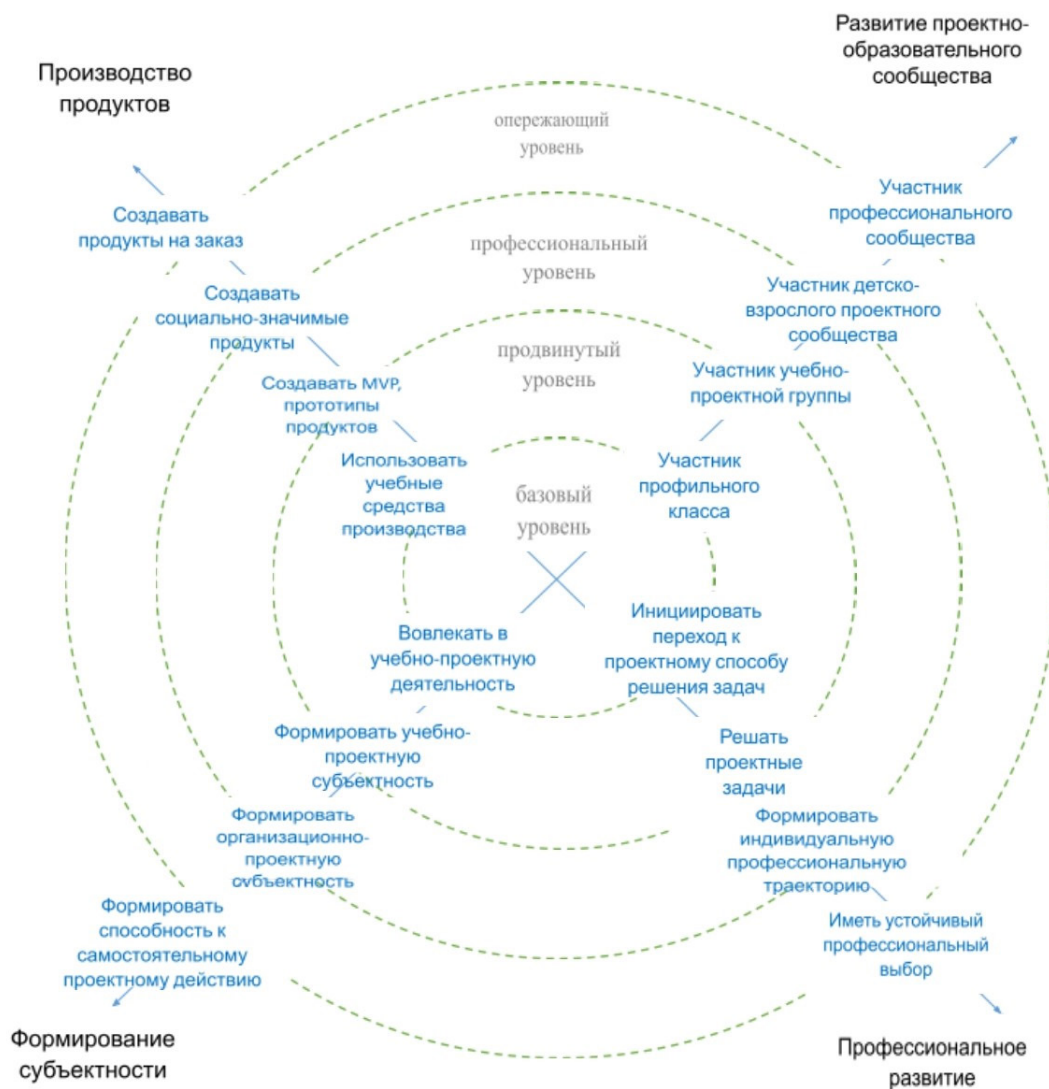 Развитие проектно-
образовательного
сообщества
Производство
продуктов
опережающий
уровень
Создавать
продукты на заказ
Участник
профессионального
сообщества
профессиональный
уровень
Создавать
социально-значимые
продукты
Участник детско-
взрослого проектного
сообщества
продвинутый
уровень
Создавать MVP,
прототипы
продуктов
Участник учебно-
проектной группы
Использовать
учебные
средства
производства
базовый
уровень
Участник
профильного
класса
Вовлекать в
учебно-проектную
деятельность
Инициировать
переход к
проектному способу
решения задач
Формировать учебно-
проектную
субъектность
Решать
проектные
задачи
Формировать
организационно-
проектную
субъектность
Формировать
индивидуальную
профессиональную
траекторию
Формировать
способность к
самостоятельному
проектному действию
Иметь устойчивый
профессиональный
выбор
Формирование
субъектности
Профессиональное
развитие